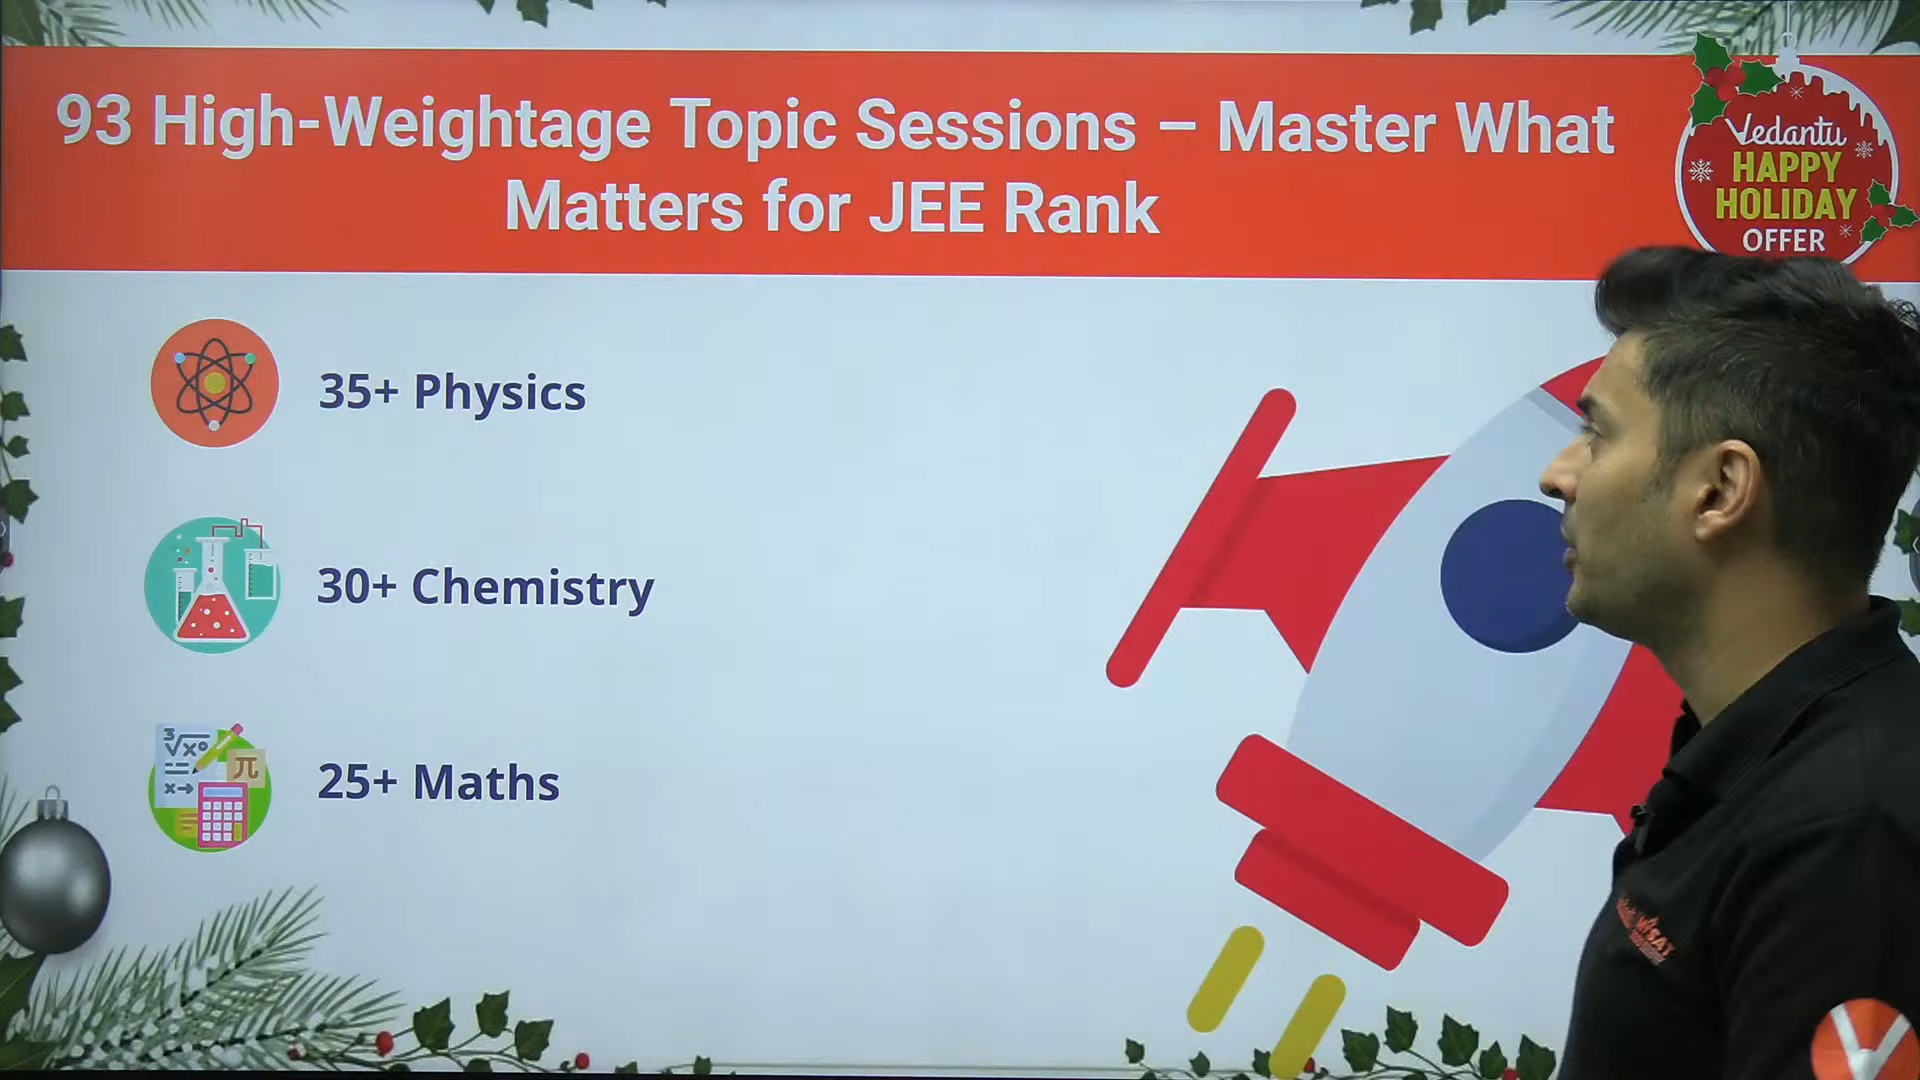 93 High-Weightage Topic Sessions – Master What
Matters for JEE Rank
Vedantu
HAPPY
HOLIDAY
OFFER
35+ Physics
30+ Chemistry
3√x°
x→
π
25+ Maths
V